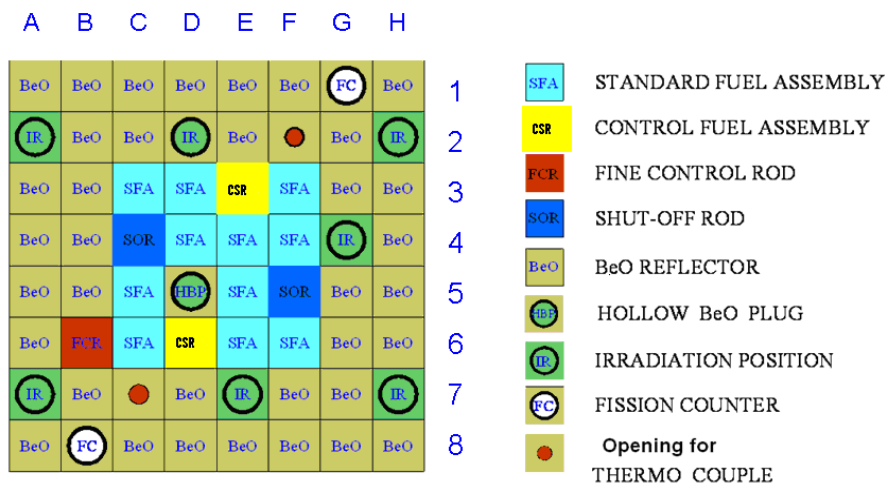 A B C D E F G H
BeO BeO BeO BeO BeO BeO FC BeO 1
IR BeO BeO IR BeO BeO IR 2
BeO BeO SFA SFA CSR SFA BeO BeO 3
BeO BeO SOR SFA SFA SFA IR BeO 4
BeO BeO SFA HBP SFA SOR BeO BeO 5
BeO FCR SFA CSR SFA SFA BeO BeO 6
IR BeO BeO IR BeO BeO IR 7
BeO FC BeO BeO BeO BeO BeO BeO 8
SFA STANDARD FUEL ASSEMBLY
CSR CONTROL FUEL ASSEMBLY
FCR FINE CONTROL ROD
SOR SHUT-OFF ROD
BeO BeO REFLECTOR
HBP HOLLOW BeO PLUG
IR IRRADIATION POSITION
FC FISSION COUNTER
Opening for
THERMO COUPLE